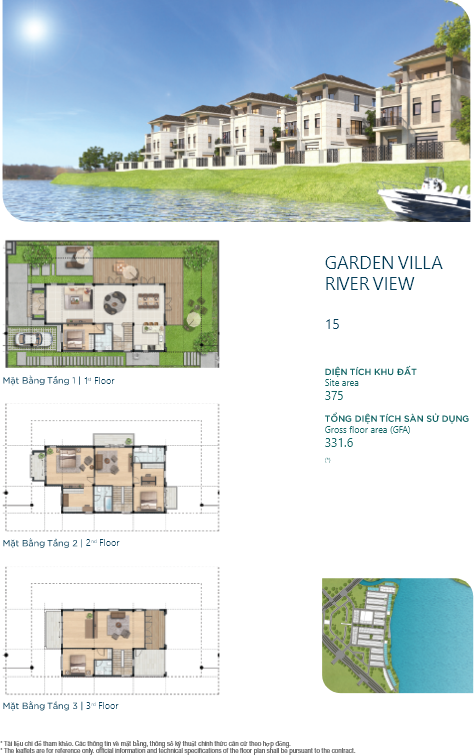 GARDEN VILLA
RIVER VIEW
15
DIỆN TÍCH KHU ĐẤT
Site area
375
TỔNG DIỆN TÍCH SÀN SỬ DỤNG
Gross floor area (GFA)
331.6
(*)
Mặt Bằng Tầng 1 | 1st Floor
Mặt Bằng Tầng 2 | 2nd Floor
Mặt Bằng Tầng 3 | 3rd Floor
* Tài liệu chỉ để tham khảo. Các thông tin về mặt bằng, thông số kỹ thuật chính thức căn cứ theo hợp đồng.
* The leaflets are for reference only, official information and technical specifications of the floor plan shall be pursuant to the contract.